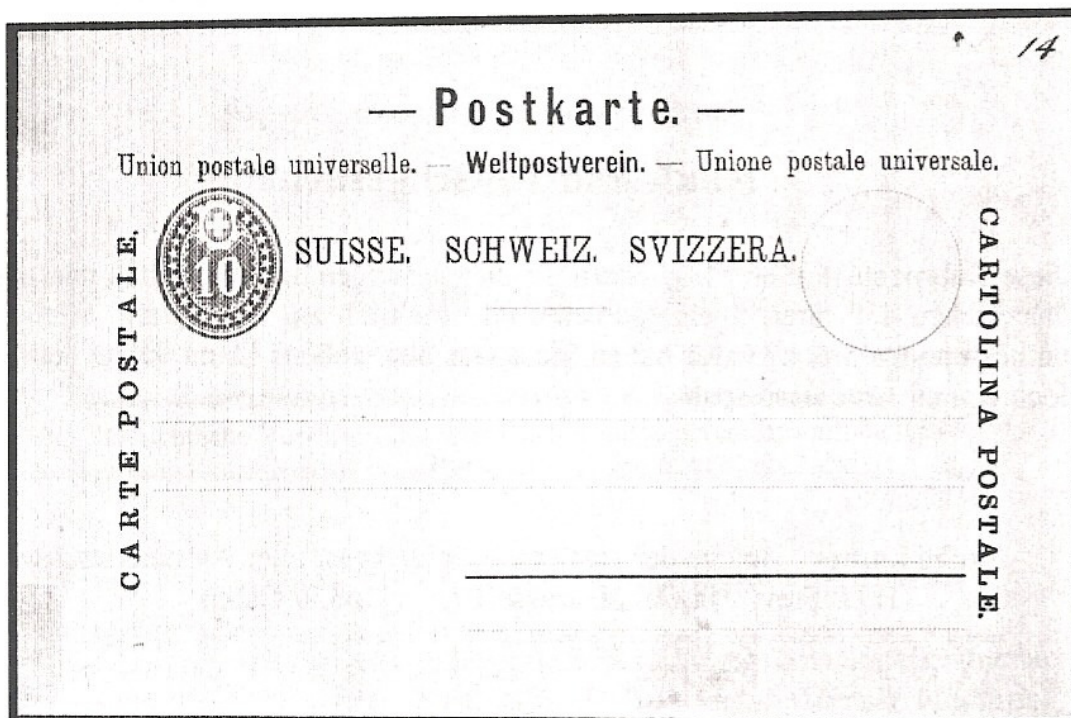 14
— Postkarte. —
Union postale universelle. — Weltpostverein. — Unione postale universale.
10
SUISSE. SCHWEIZ. SVIZZERA.
CARTE POSTALE.
CARTOLINA POSTALE.